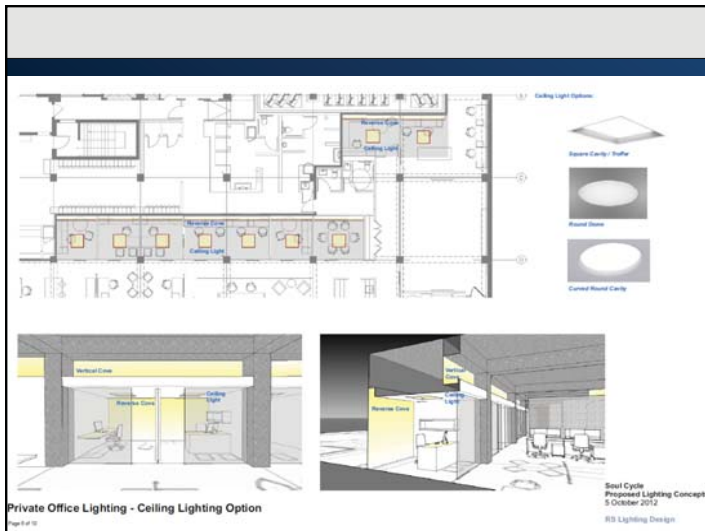 Ceiling Light Options:
Reverse Cove
Ceiling Light
Square Cavity / Troffer
Round Dome
Reverse Cove
Ceiling Light
Curved Round Cavity
Vertical Cove
Reverse Cove
Ceiling
Light
Vertical
Cove
Ceiling
Light
Reverse Cove
Private Office Lighting - Ceiling Lighting Option
Soul Cycle
Proposed Lighting Concept
5 October 2012
RS Lighting Design